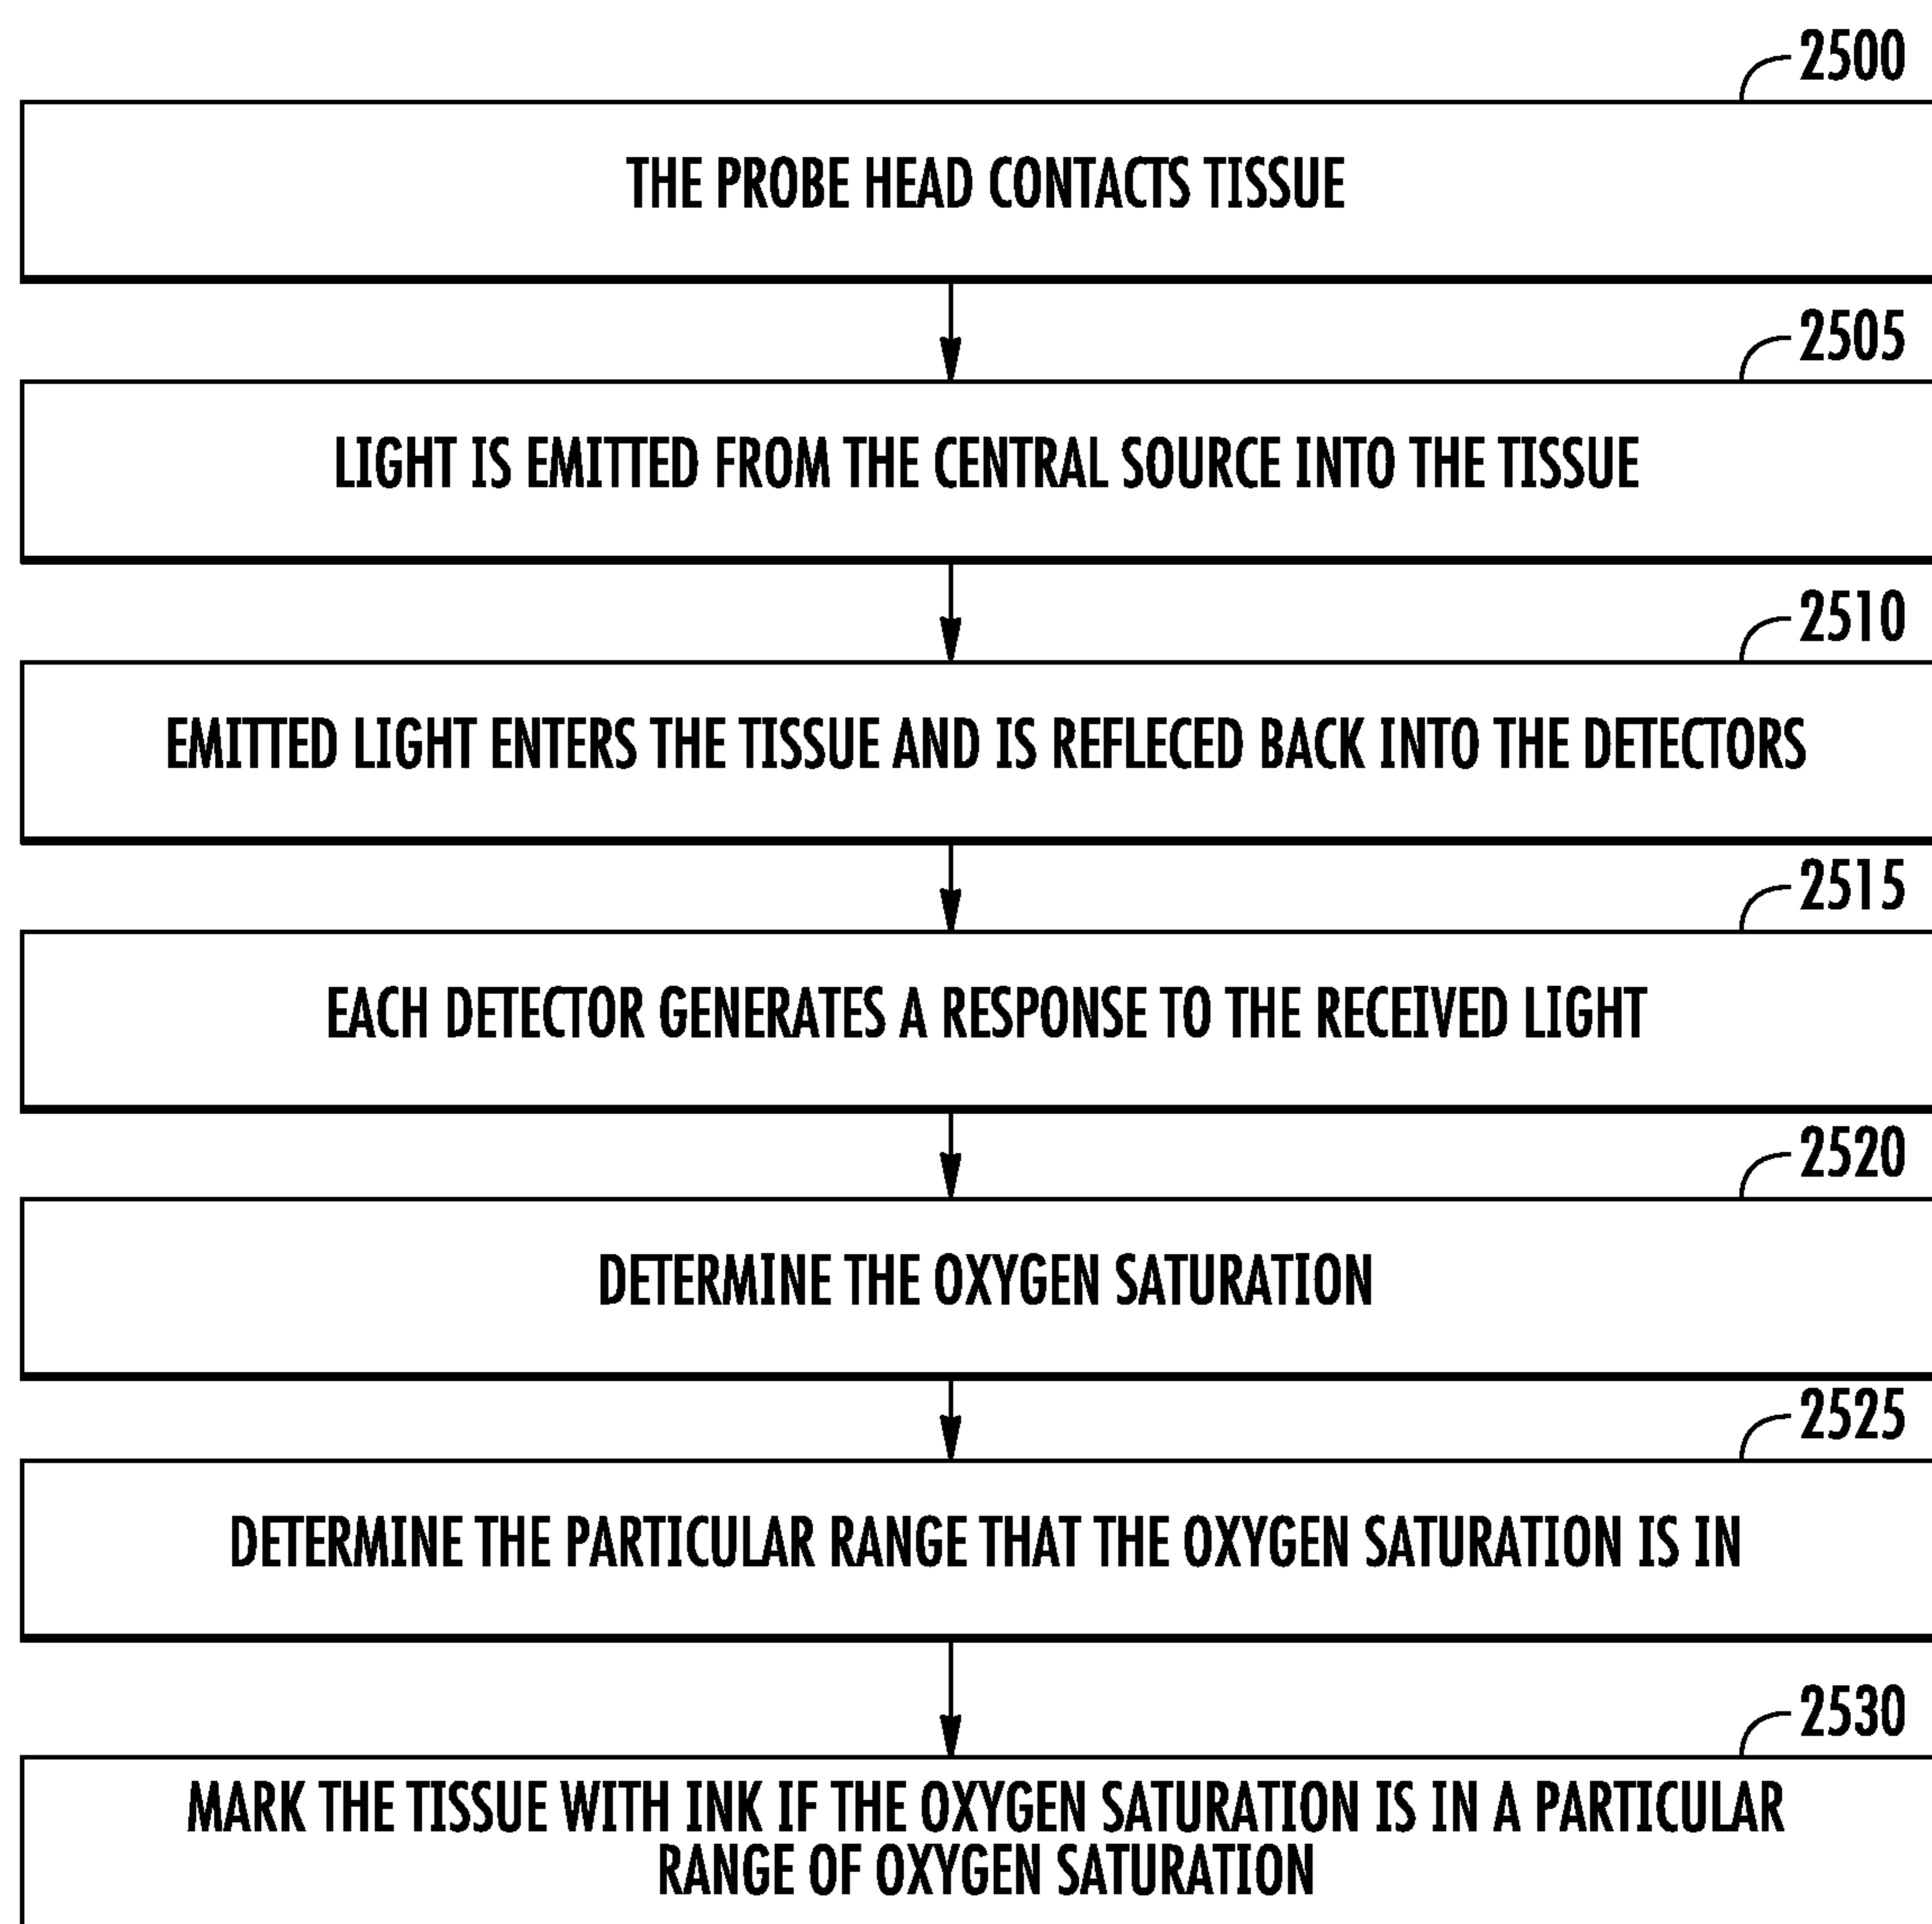 2500
THE PROBE HEAD CONTACTS TISSUE
2505
LIGHT IS EMITTED FROM THE CENTRAL SOURCE INTO THE TISSUE
2510
EMITTED LIGHT ENTERS THE TISSUE AND IS REFLECED BACK INTO THE DETECTORS
2515
EACH DETECTOR GENERATES A RESPONSE TO THE RECEIVED LIGHT
2520
DETERMINE THE OXYGEN SATURATION
2525
DETERMINE THE PARTICULAR RANGE THAT THE OXYGEN SATURATION IS IN
2530
MARK THE TISSUE WITH INK IF THE OXYGEN SATURATION IS IN A PARTICULAR
RANGE OF OXYGEN SATURATION